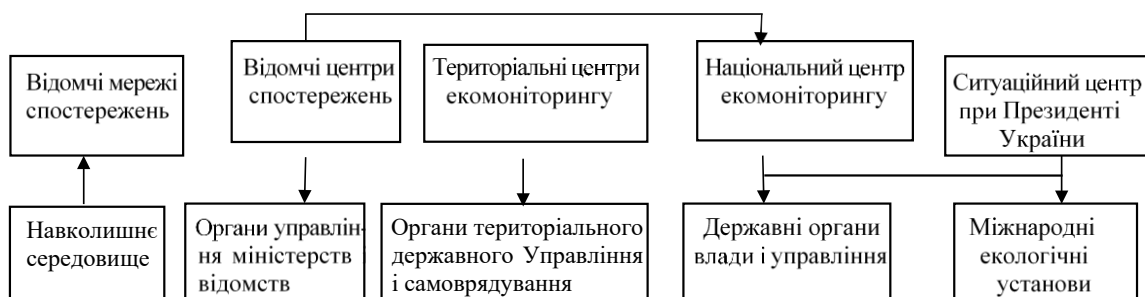 Відомчі мережі
спостережень
Відомчі центри
спостережень
Територіальні центри
екомоніторингу
Національний центр
екомоніторингу
Ситуаційний центр
при Президенті
України
Навколишнє
середовище
Органи управлін-
ня міністерств
відомств
Органи територіального
державного Управління
і самоврядування
Державні органи
влади і управління
Міжнародні
екологічні
установи